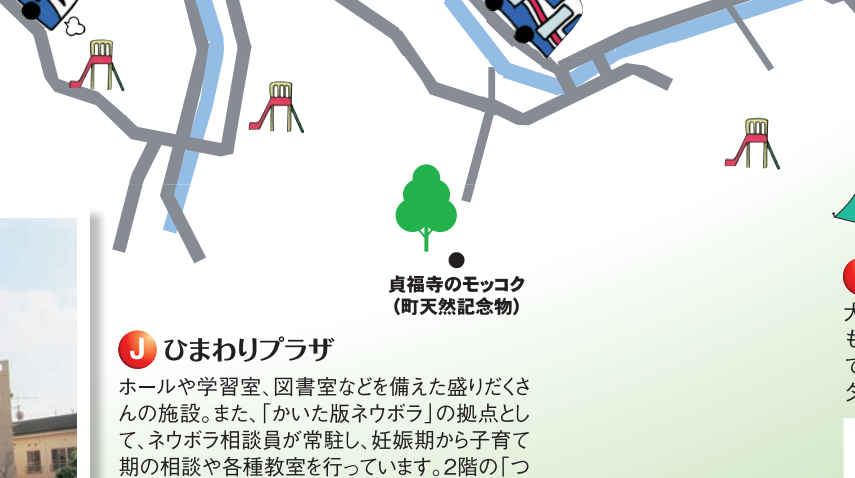 貞福寺のモッコク
（町天然記念物）
J ひまわりプラザ
ホールや学習室、図書室などを備えた盛りだくさ
んの施設。また、「かいた版ネウボラ」の拠点とし
て、ネウボラ相談員が常駐し、妊娠期から子育て
期の相談や各種教室を行っています。2階の「つ
も